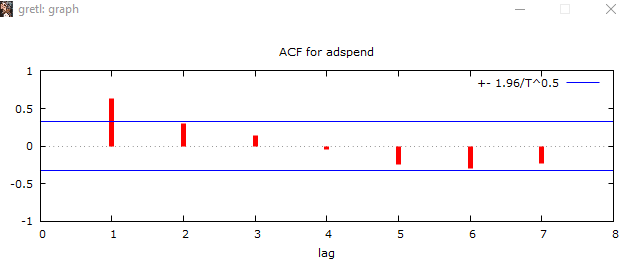 gretl: graph
ACF for adspend
+- 1.96/T^0.5
1
0.5
0
-0.5
-1
0 1 2 3 4 5 6 7 8
lag